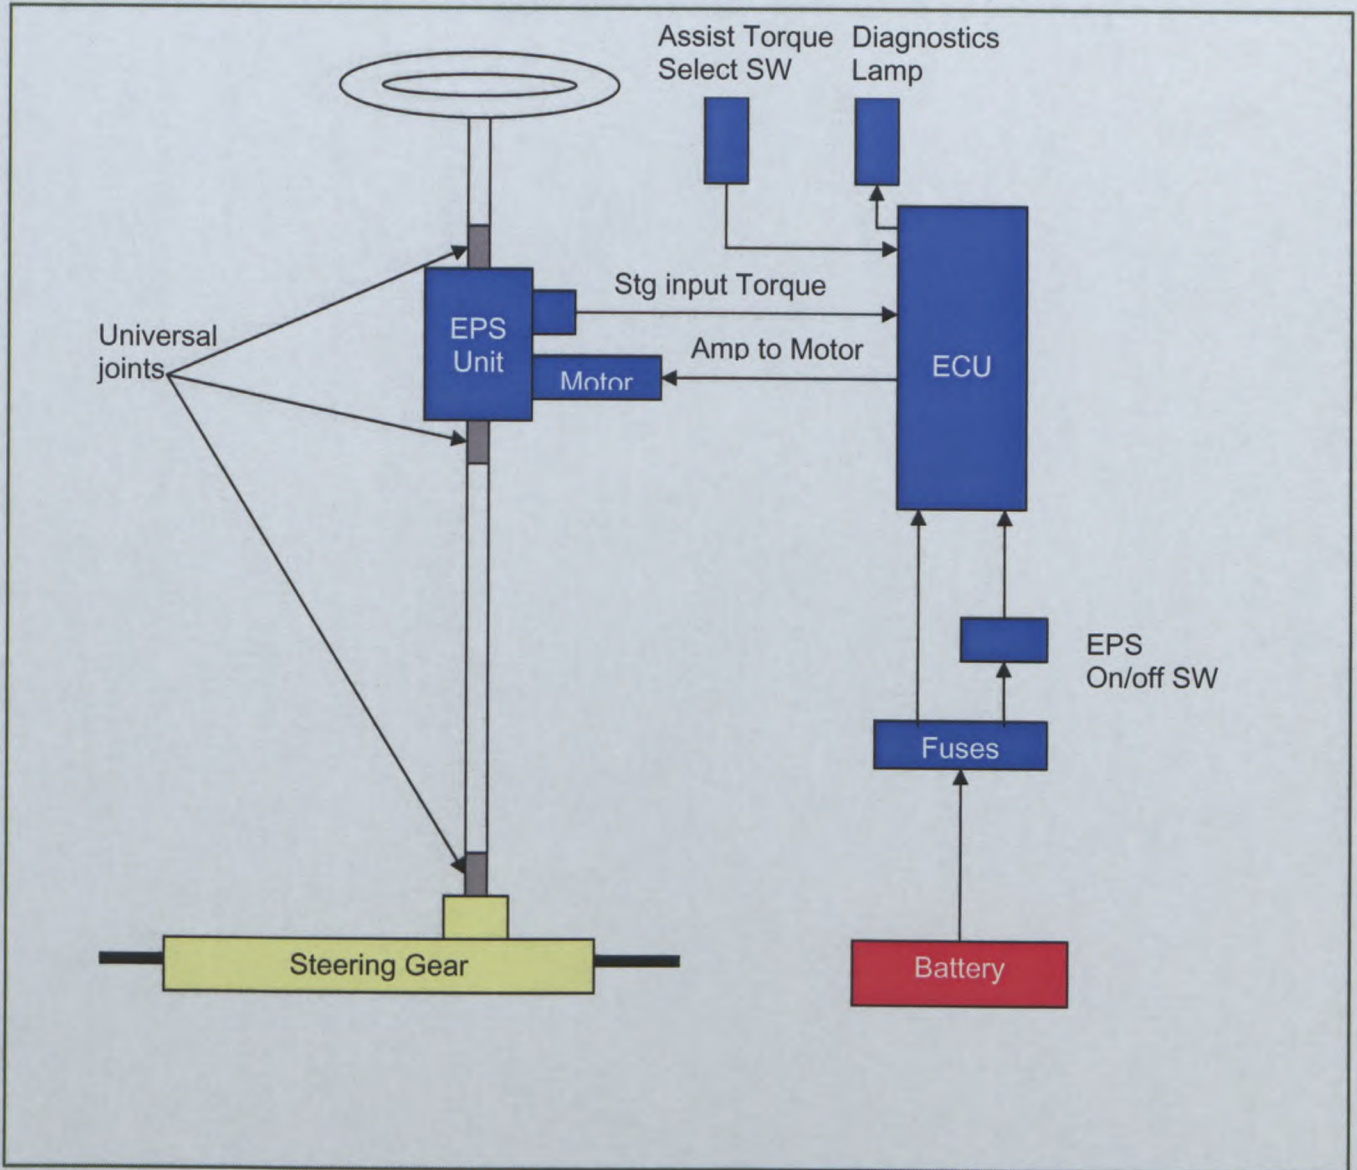 Assist Torque
Select SW
Diagnostics
Lamp
Stg input Torque
Universal
joints
EPS
Unit
Amp to Motor
Motor
ECU
EPS
On/off SW
Fuses
Steering Gear
Battery